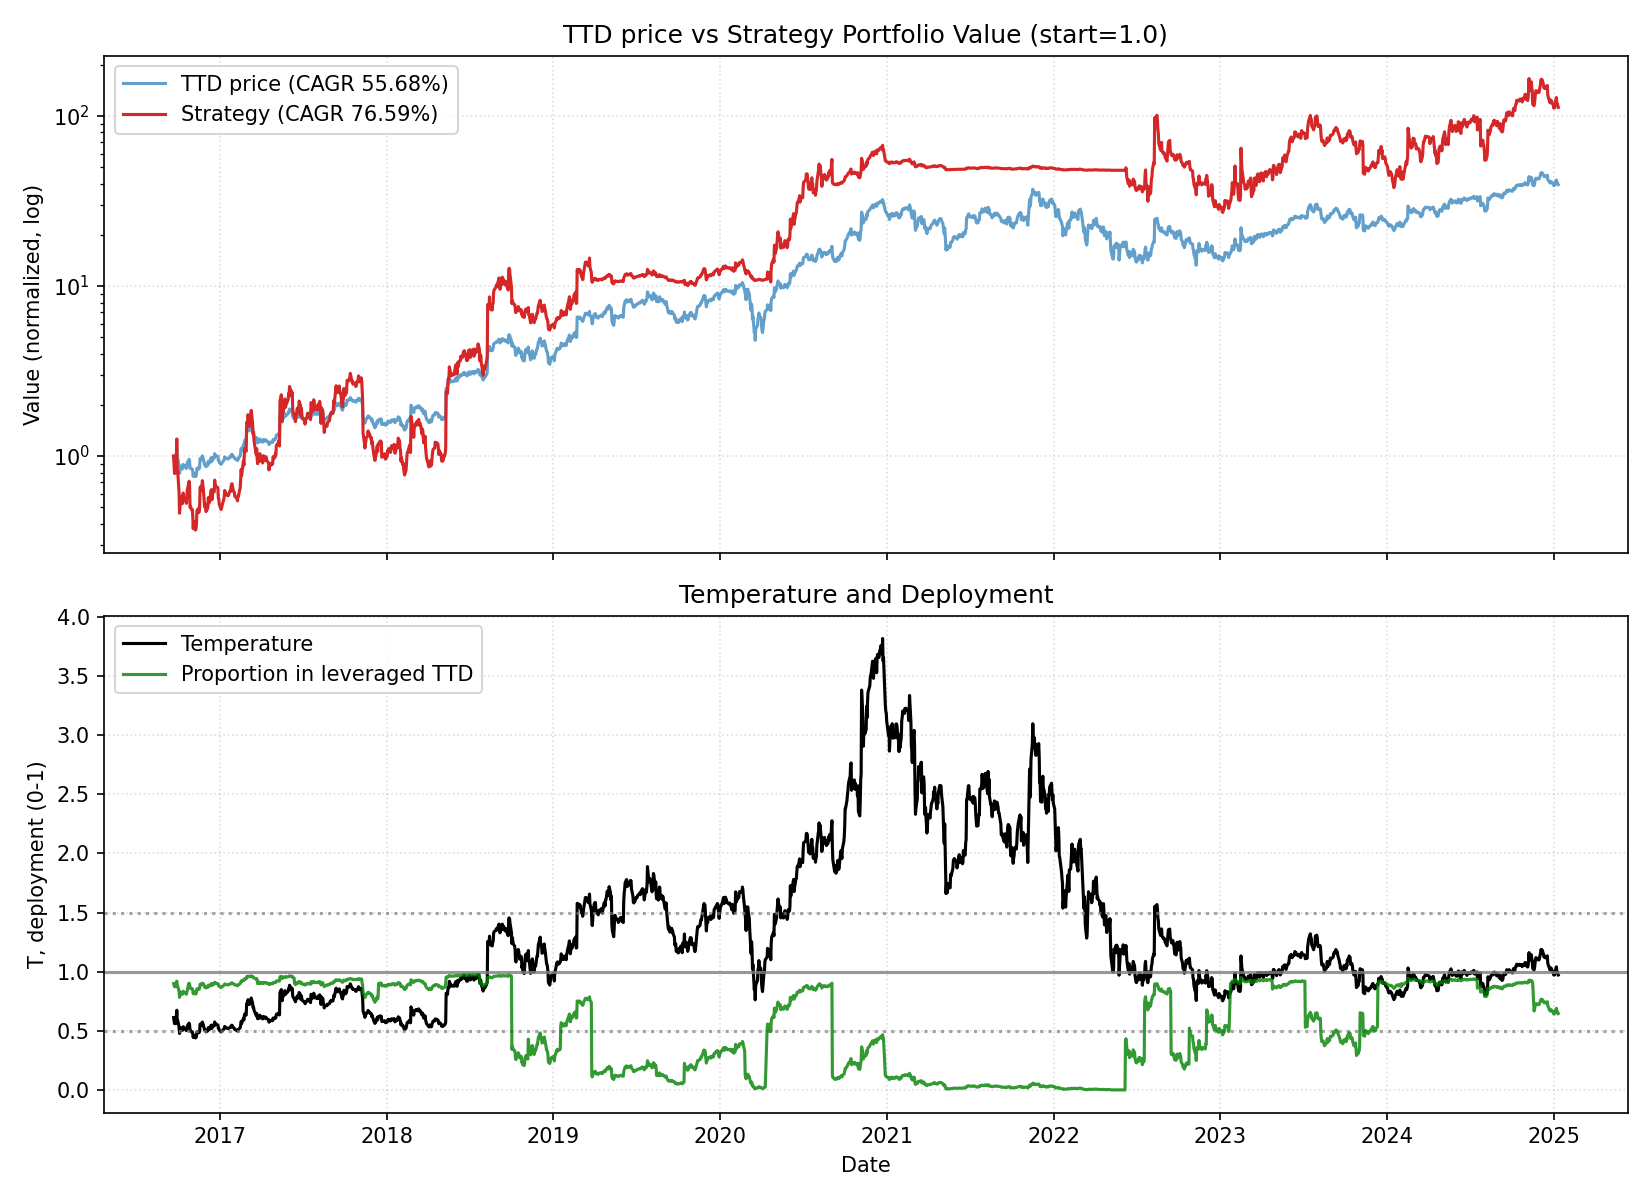 TTD price vs Strategy Portfolio Value (start=1.0)
TTD price (CAGR 55.68%)
Strategy (CAGR 76.59%)
Value (normalized, log)
10²
10¹
10⁰
Temperature and Deployment
Temperature
Proportion in leveraged TTD
T, deployment (0-1)
4.0
3.5
3.0
2.5
2.0
1.5
1.0
0.5
0.0
2017 2018 2019 2020 2021 2022 2023 2024 2025
Date